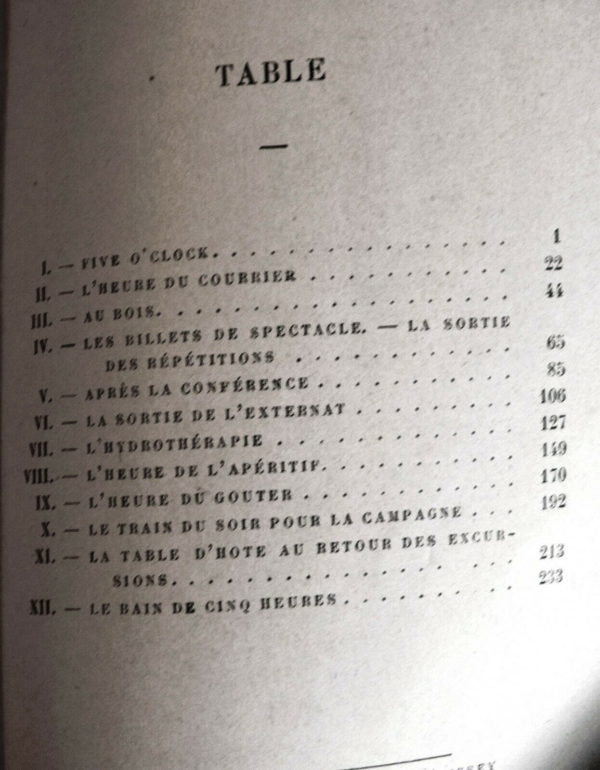 TABLE
I. — FIVE O'CLOCK. . . . . . . . . . . . . . . . 1
II. — L'HEURE DU COURRIER . . . . . . . . . . . 22
III. — AU BOIS. . . . . . . . . . . . . . . . . . . 44
IV. — LES BILLETS DE SPECTACLE. — LA SORTIE
DES RÉPÉTITIONS . . . . . . . . . . . . 65
V. — APRÈS LA CONFÉRENCE . . . . . . . . . . 85
VI. — LA SORTIE DE L'EXTERNAT . . . . . . . . . 106
VII. — L'HYDROTHÉRAPIE . . . . . . . . . . . . . 127
VIII. — L'HEURE DE L'APÉRITIF. . . . . . . . . . 149
IX. — L'HEURE DU GOUTER . . . . . . . . . . . . 170
X. — LE TRAIN DU SOIR POUR LA CAMPAGNE . . . 192
XI. — LA TABLE D'HOTE AU RETOUR DES EXCUR-
SIONS. . . . . . . . . . . . . . . . . 213
XII. — LE BAIN DE CINQ HEURES . . . . . . . . . 233